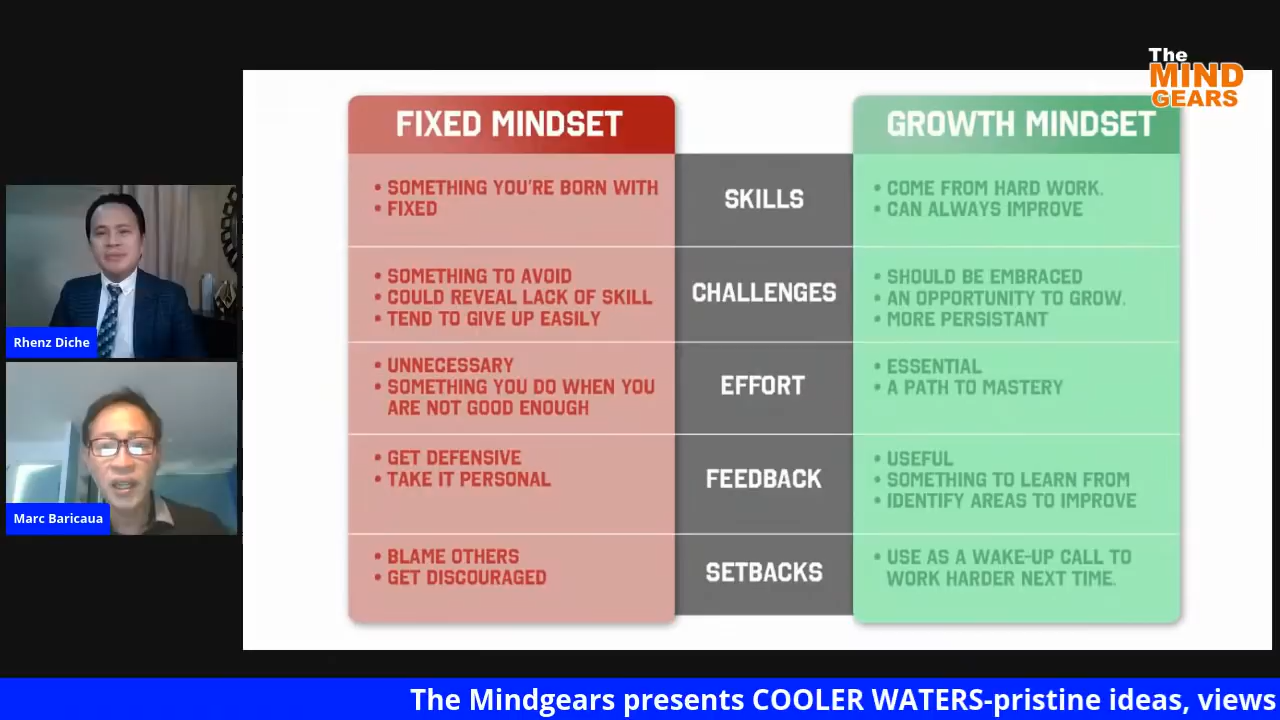 The
MIND
GEARS
FIXED MINDSET
GROWTH MINDSET
• SOMETHING YOU'RE BORN WITH
• FIXED
SKILLS
• COME FROM HARD WORK.
• CAN ALWAYS IMPROVE
• SOMETHING TO AVOID
• COULD REVEAL LACK OF SKILL
• TEND TO GIVE UP EASILY
CHALLENGES
• SHOULD BE EMBRACED
• AN OPPORTUNITY TO GROW.
• MORE PERSISTANT
• UNNECESSARY
• SOMETHING YOU DO WHEN YOU
ARE NOT GOOD ENOUGH
EFFORT
• ESSENTIAL
• A PATH TO MASTERY
• GET DEFENSIVE
• TAKE IT PERSONAL
FEEDBACK
• USEFUL
• SOMETHING TO LEARN FROM
• IDENTIFY AREAS TO IMPROVE
• BLAME OTHERS
• GET DISCOURAGED
SETBACKS
• USE AS A WAKE-UP CALL TO
WORK HARDER NEXT TIME.
Rhenz Diche
Marc Baricaua
The Mindgears presents COOLER WATERS-pristine ideas, views